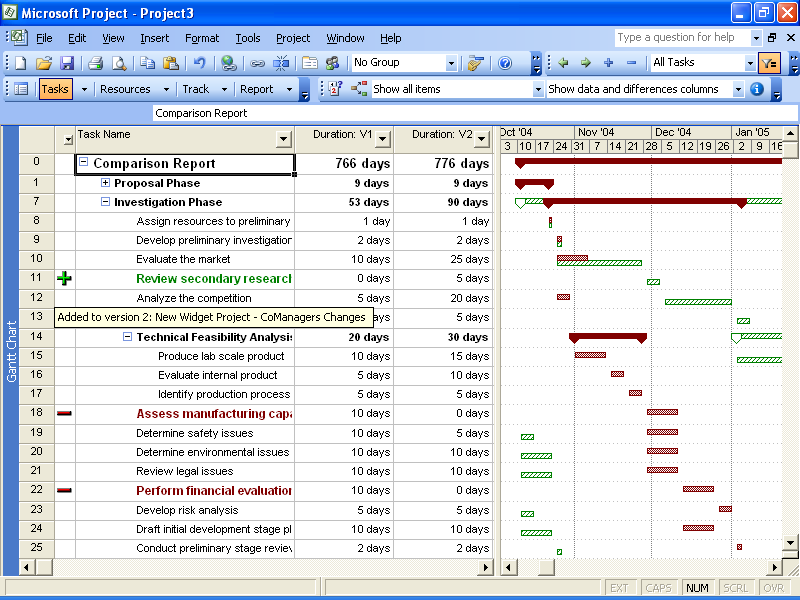 Microsoft Project - Project3
File Edit View Insert Format Tools Project Window Help
Type a question for help
No Group
All Tasks
Tasks Resources Track Report
Show all items
Show data and differences columns
Comparison Report
Task Name Duration: V1 Duration: V2
Oct '04 Nov '04 Dec '04 Jan '05
3 10 17 24 31 7 14 21 28 5 12 19 26 2 9 16
0 Comparison Report 766 days 776 days
1 Proposal Phase 9 days 9 days
7 Investigation Phase 53 days 90 days
8 Assign resources to preliminary 1 day 1 day
9 Develop preliminary investigation 2 days 2 days
10 Evaluate the market 10 days 25 days
11 Review secondary research 0 days 5 days
12 Analyze the competition 5 days 20 days
13 Added to version 2: New Widget Project - CoManagers Changes 5 days
14 Technical Feasibility Analysis 20 days 30 days
15 Produce lab scale product 10 days 15 days
16 Evaluate internal product 5 days 10 days
17 Identify production process 5 days 5 days
18 Assess manufacturing capa 10 days 0 days
19 Determine safety issues 10 days 5 days
20 Determine environmental issues 10 days 10 days
21 Review legal issues 10 days 10 days
22 Perform financial evaluation 10 days 0 days
23 Develop risk analysis 5 days 5 days
24 Draft initial development stage pl 10 days 10 days
25 Conduct preliminary stage review 2 days 2 days
Gantt Chart
EXT CAPS NUM SCRL OVR